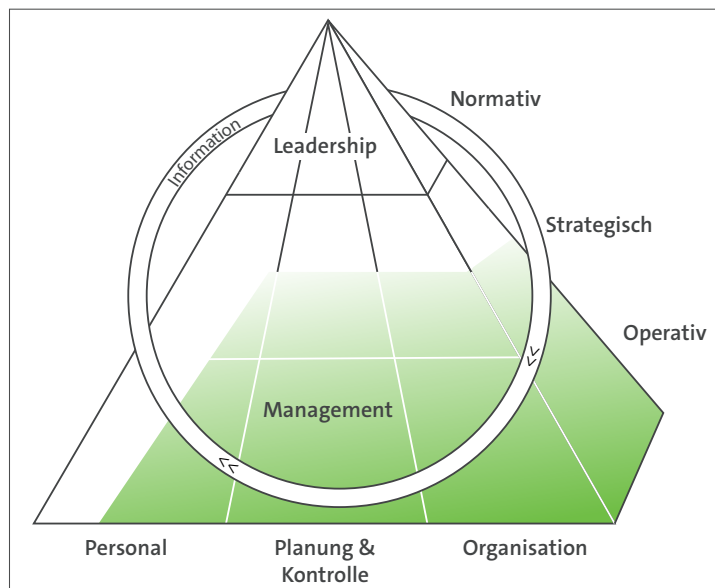 Normativ
Information
Leadership
Strategisch
Operativ
Management
Personal
Planung &
Kontrolle
Organisation